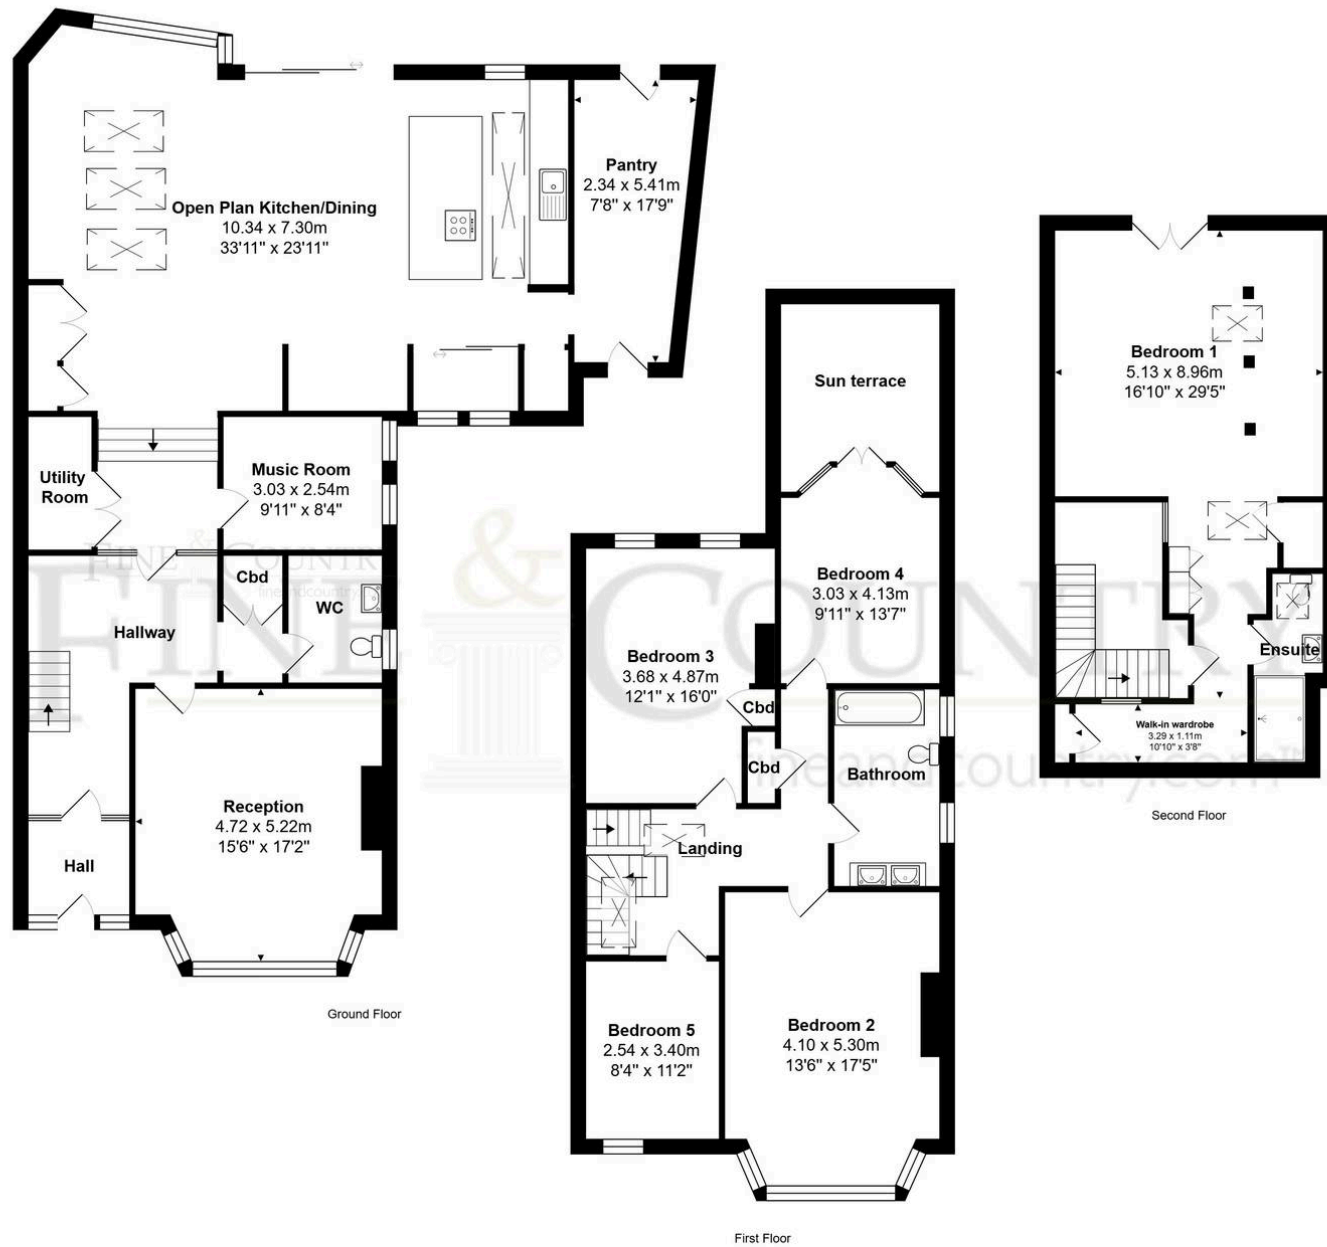 Open Plan Kitchen/Dining
10.34 x 7.30m
33'11" x 23'11"
Pantry
2.34 x 5.41m
7'8" x 17'9"
Utility
Room
Music Room
3.03 x 2.54m
9'11" x 8'4"
Cbd
WC
Hallway
Reception
4.72 x 5.22m
15'6" x 17'2"
Hall
Ground Floor
Sun terrace
Bedroom 4
3.03 x 4.13m
9'11" x 13'7"
Bedroom 3
3.68 x 4.87m
12'1" x 16'0"
Cbd
Cbd
Bathroom
Landing
Bedroom 5
2.54 x 3.40m
8'4" x 11'2"
Bedroom 2
4.10 x 5.30m
13'6" x 17'5"
First Floor
Bedroom 1
5.13 x 8.96m
16'10" x 29'5"
Ensuite
Walk-in wardrobe
3.29 x 1.11m
10'10" x 3'8"
Second Floor
FINE & COUNTRY
fineandcountry.com
FINE & COUNTRY
fineandcountry.com™